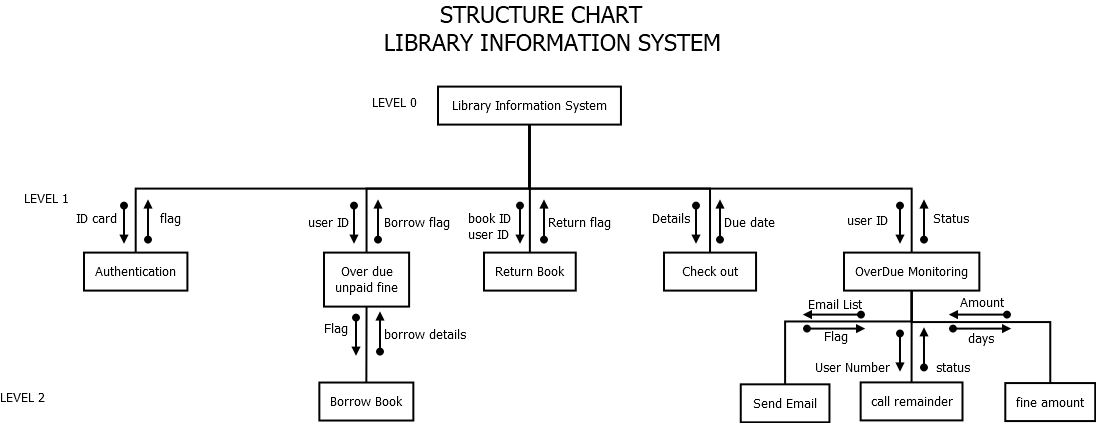 STRUCTURE CHART
LIBRARY INFORMATION SYSTEM
LEVEL 0
Library Information System
LEVEL 1
ID card
flag
user ID
Borrow flag
book ID
user ID
Return flag
Details
Due date
user ID
Status
Authentication
Over due
unpaid fine
Return Book
Check out
OverDue Monitoring
Flag
borrow details
Email List
Flag
Amount
days
User Number
status
LEVEL 2
Borrow Book
Send Email
call remainder
fine amount